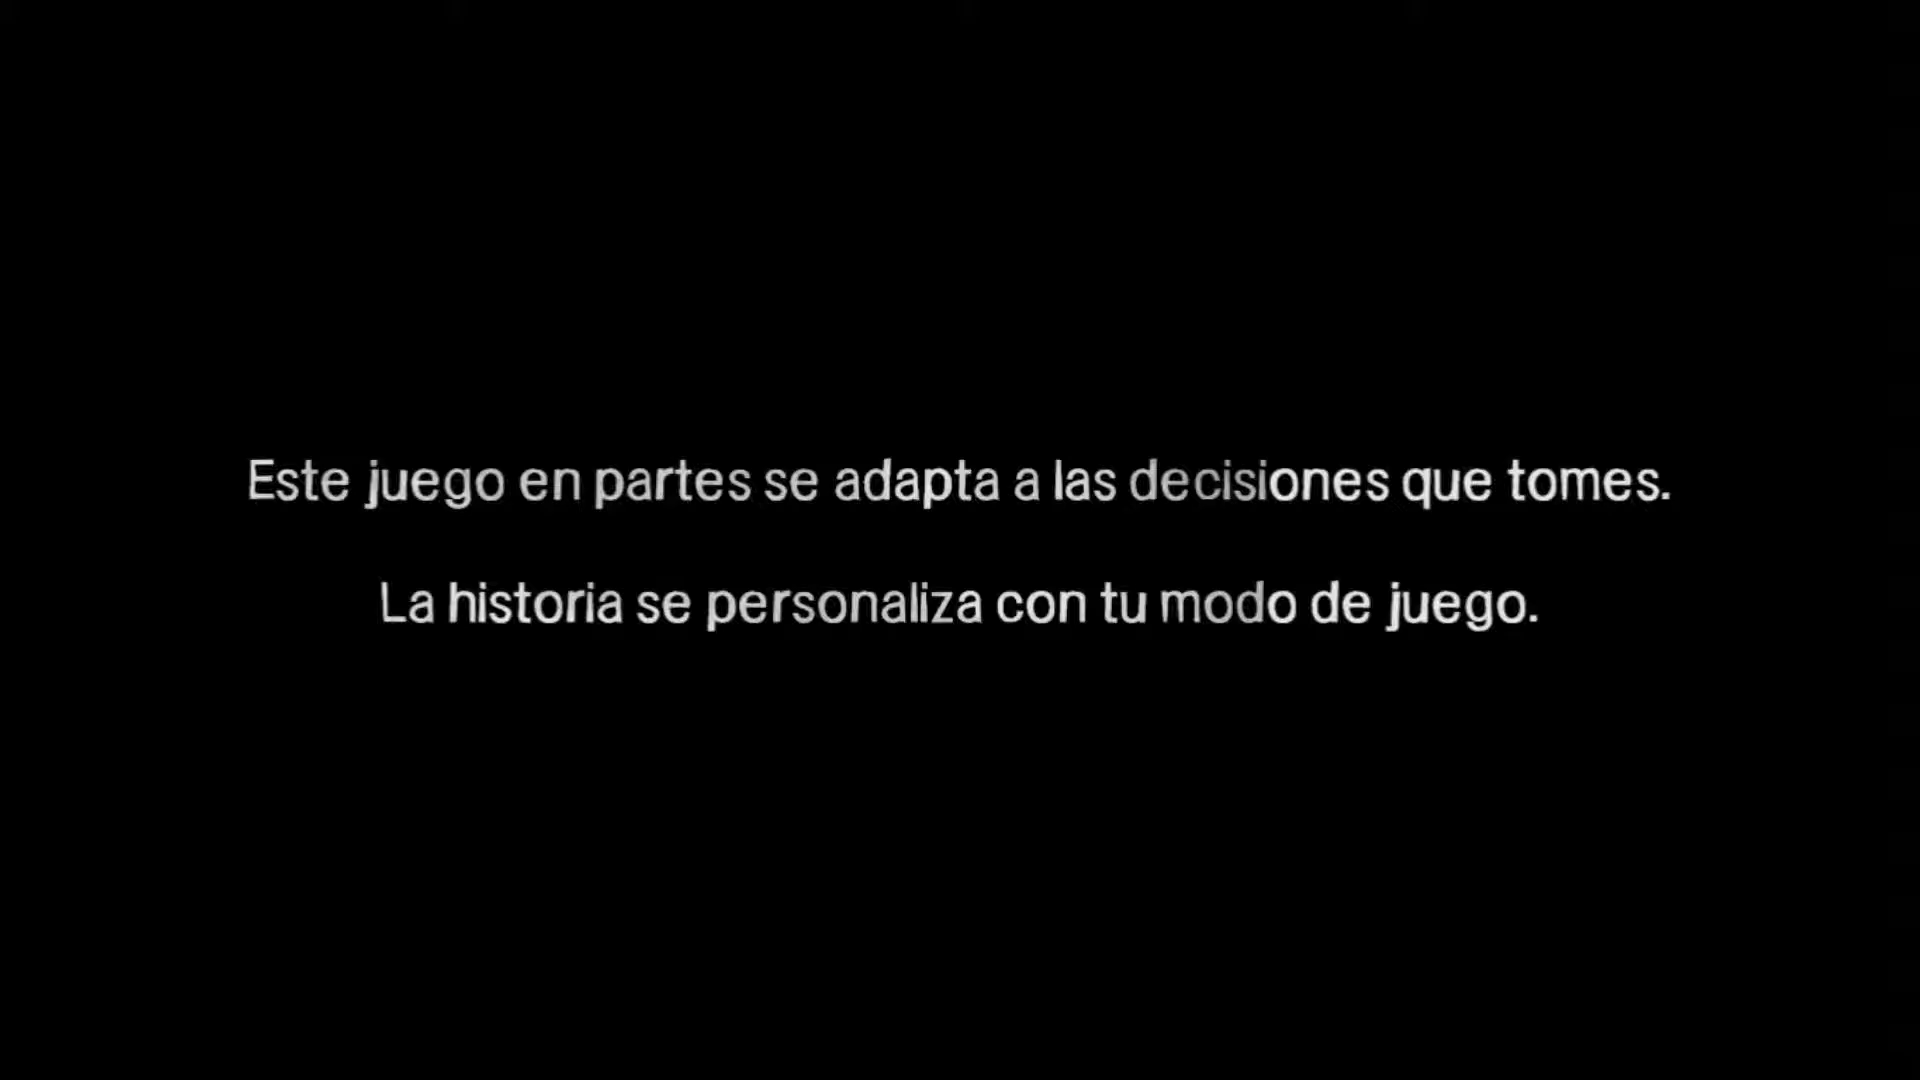 Este juego en partes se adapta a las decisiones que tomes.
La historia se personaliza con tu modo de juego.